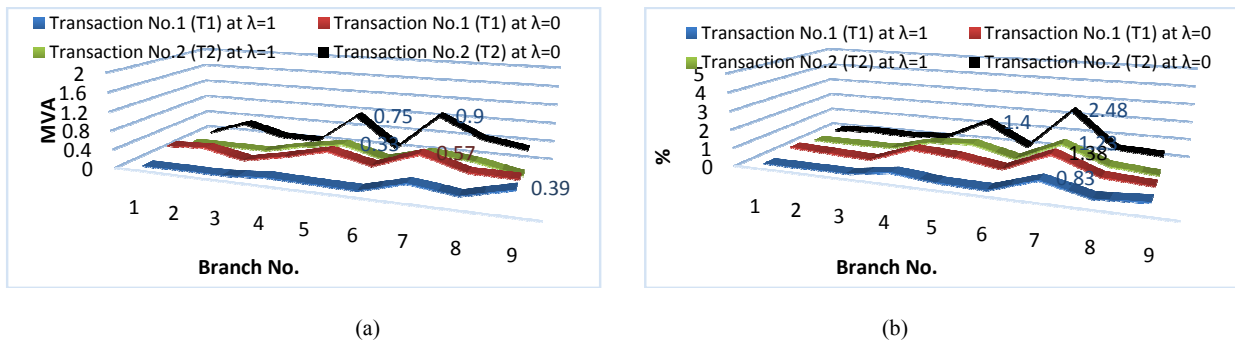 Transaction No.1 (T1) at λ=1 Transaction No.1 (T1) at λ=0
Transaction No.2 (T2) at λ=1 Transaction No.2 (T2) at λ=0
2
1.6
1.2
0.8
0.4
0
MVA
0.75
0.9
0.39
0.57
0.39
1 2 3 4 5 6 7 8 9
Branch No.
(a)
Transaction No.1 (T1) at λ=1 Transaction No.1 (T1) at λ=0
Transaction No.2 (T2) at λ=1 Transaction No.2 (T2) at λ=0
5
4
3
2
1
0
%
1.4
2.48
1.23
1.38
0.83
1 2 3 4 5 6 7 8 9
Branch No.
(b)